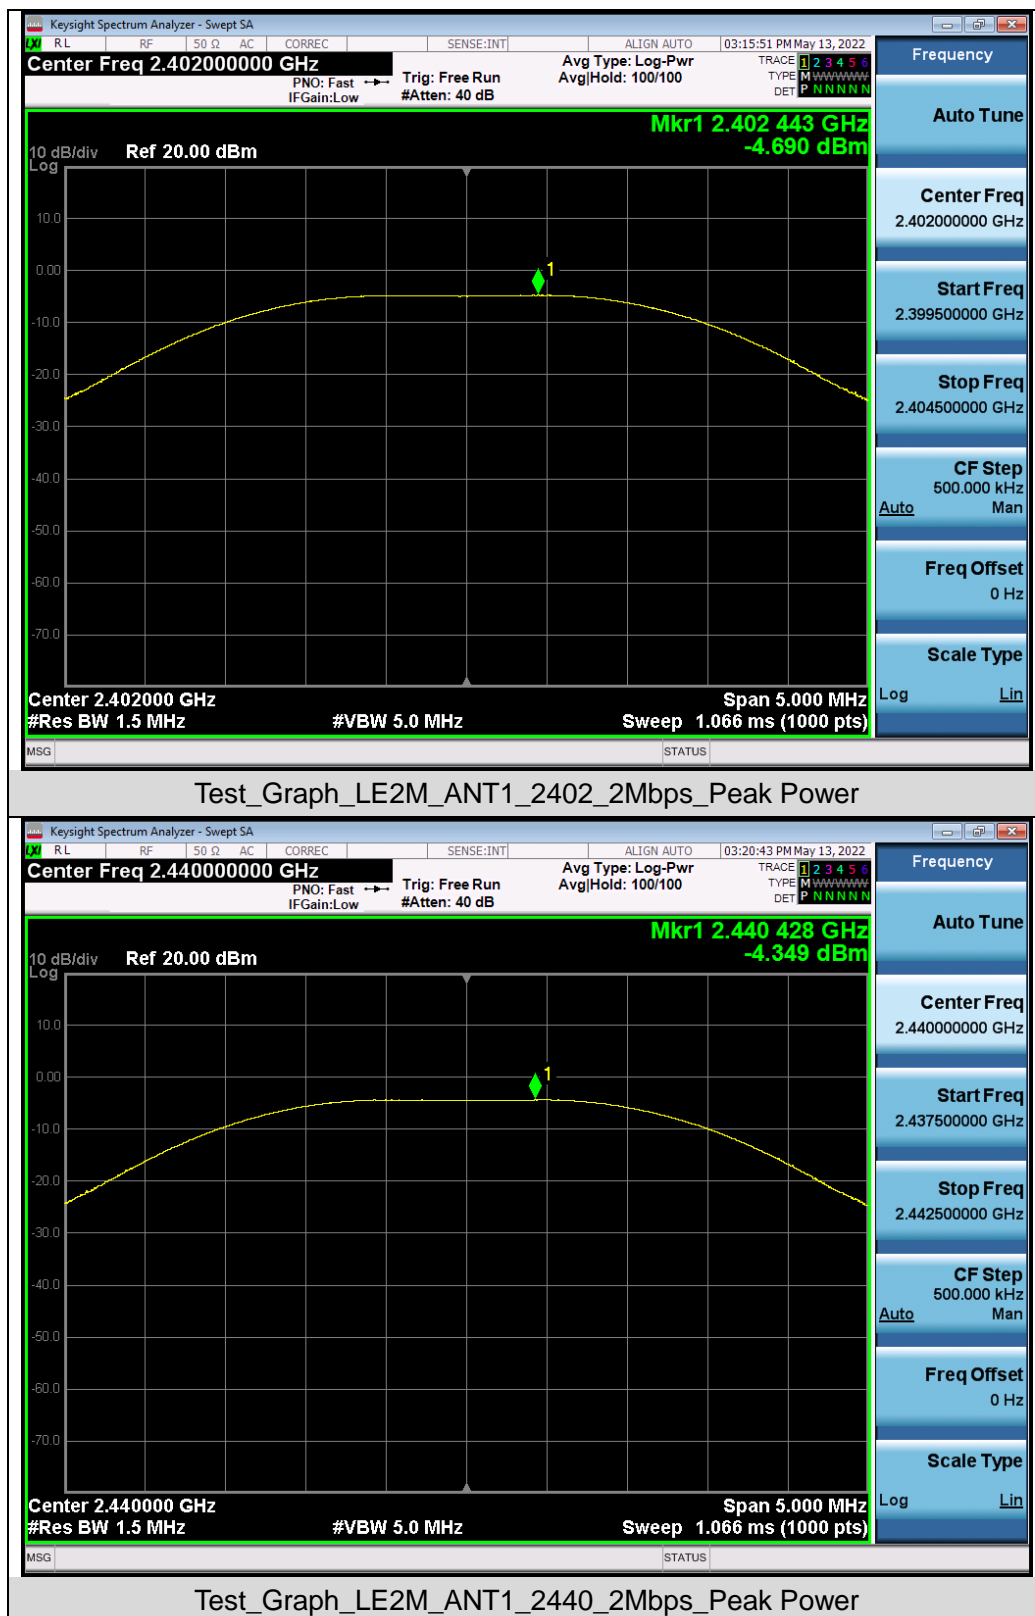 Keysight Spectrum Analyzer - Swept SA
LXI RL RF 50 Ω AC CORREC SENSE:INT ALIGN AUTO 03:15:51 PM May 13, 2022
Center Freq 2.402000000 GHz
PNO: Fast
IFGain:Low
Trig: Free Run
#Atten: 40 dB
Avg Type: Log-Pwr
Avg|Hold: 100/100
TRACE 1 2 3 4 5 6
TYPE M WWWWW
DET P N N N N N
Mkr1 2.402 443 GHz
-4.690 dBm
10 dB/div Ref 20.00 dBm
Log
10.0
0.00
-10.0
-20.0
-30.0
-40.0
-50.0
-60.0
-70.0
1
Center 2.402000 GHz Span 5.000 MHz
#Res BW 1.5 MHz #VBW 5.0 MHz Sweep 1.066 ms (1000 pts)
MSG STATUS
Frequency
Auto Tune
Center Freq
2.402000000 GHz
Start Freq
2.399500000 GHz
Stop Freq
2.404500000 GHz
CF Step
500.000 kHz
Auto Man
Freq Offset
0 Hz
Scale Type
Log Lin
Test_Graph_LE2M_ANT1_2402_2Mbps_Peak Power
Keysight Spectrum Analyzer - Swept SA
LXI RL RF 50 Ω AC CORREC SENSE:INT ALIGN AUTO 03:20:43 PM May 13, 2022
Center Freq 2.440000000 GHz
PNO: Fast
IFGain:Low
Trig: Free Run
#Atten: 40 dB
Avg Type: Log-Pwr
Avg|Hold: 100/100
TRACE 1 2 3 4 5 6
TYPE M WWWWW
DET P N N N N N
Mkr1 2.440 428 GHz
-4.349 dBm
10 dB/div Ref 20.00 dBm
Log
10.0
0.00
-10.0
-20.0
-30.0
-40.0
-50.0
-60.0
-70.0
1
Center 2.440000 GHz Span 5.000 MHz
#Res BW 1.5 MHz #VBW 5.0 MHz Sweep 1.066 ms (1000 pts)
MSG STATUS
Frequency
Auto Tune
Center Freq
2.440000000 GHz
Start Freq
2.437500000 GHz
Stop Freq
2.442500000 GHz
CF Step
500.000 kHz
Auto Man
Freq Offset
0 Hz
Scale Type
Log Lin
Test_Graph_LE2M_ANT1_2440_2Mbps_Peak Power